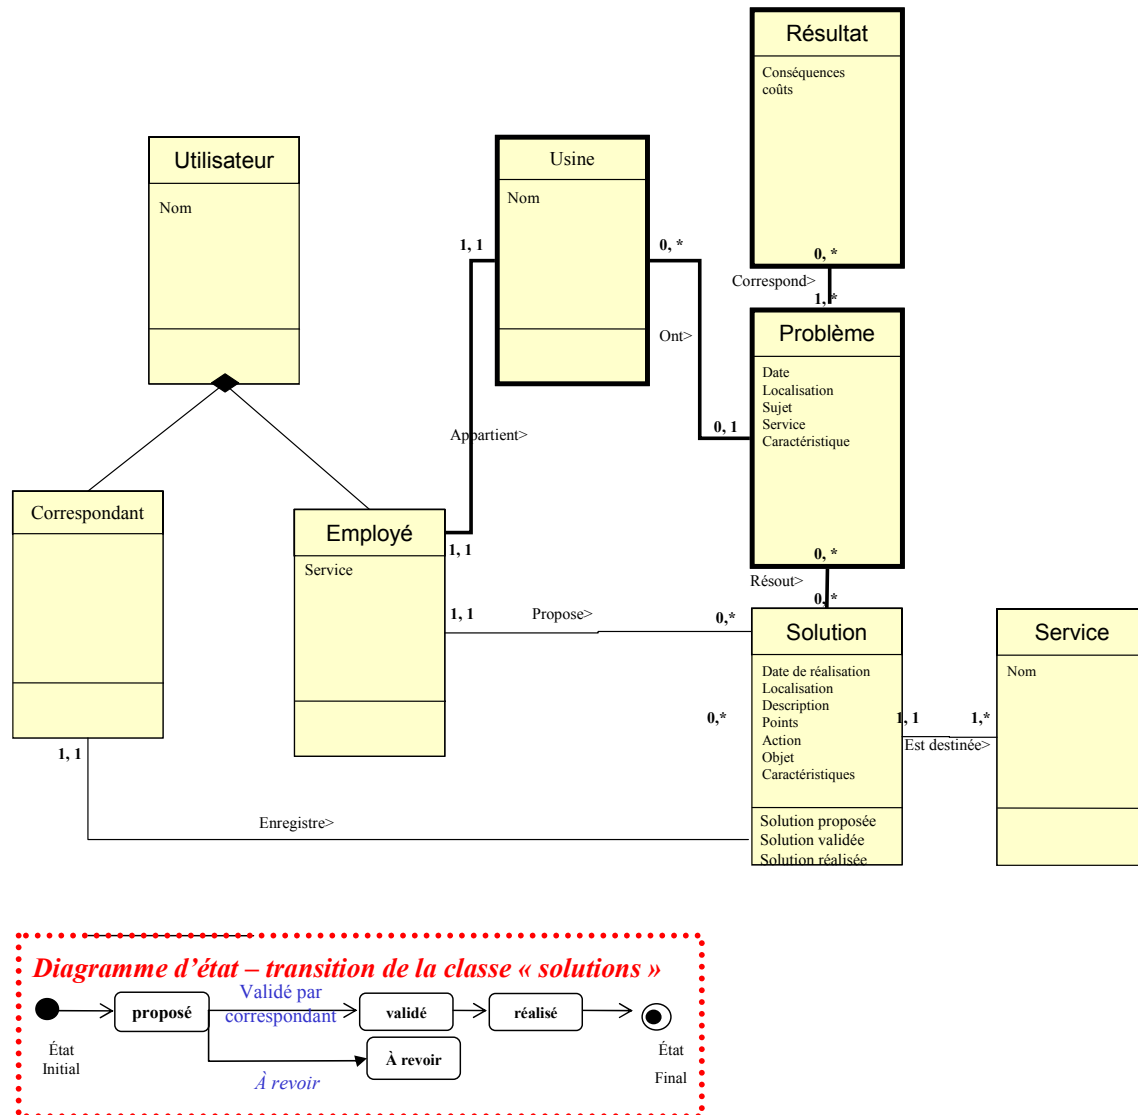 Résultat
Conséquences
coûts
0, *
Correspond>
Utilisateur
Nom
Usine
Nom
1, 1
0, *
Ont>
Appartient>
0, 1
1, *
Problème
Date
Localisation
Sujet
Service
Caractéristique
0, *
Résout>
0, *
Correspondant
Employé
Service
1, 1
1, 1
Propose>
0,*
Solution
Date de réalisation
Localisation
Description
Points
Action
Objet
Caractéristiques
Solution proposée
Solution validée
Solution réalisée
0,*
1, 1
1,*
Est destinée>
Service
Nom
1, 1
Enregistre>
Diagramme d’état – transition de la classe « solutions »
État
Initial
proposé
Validé par
correspondant
validé
réalisé
À revoir
À revoir
État
Final